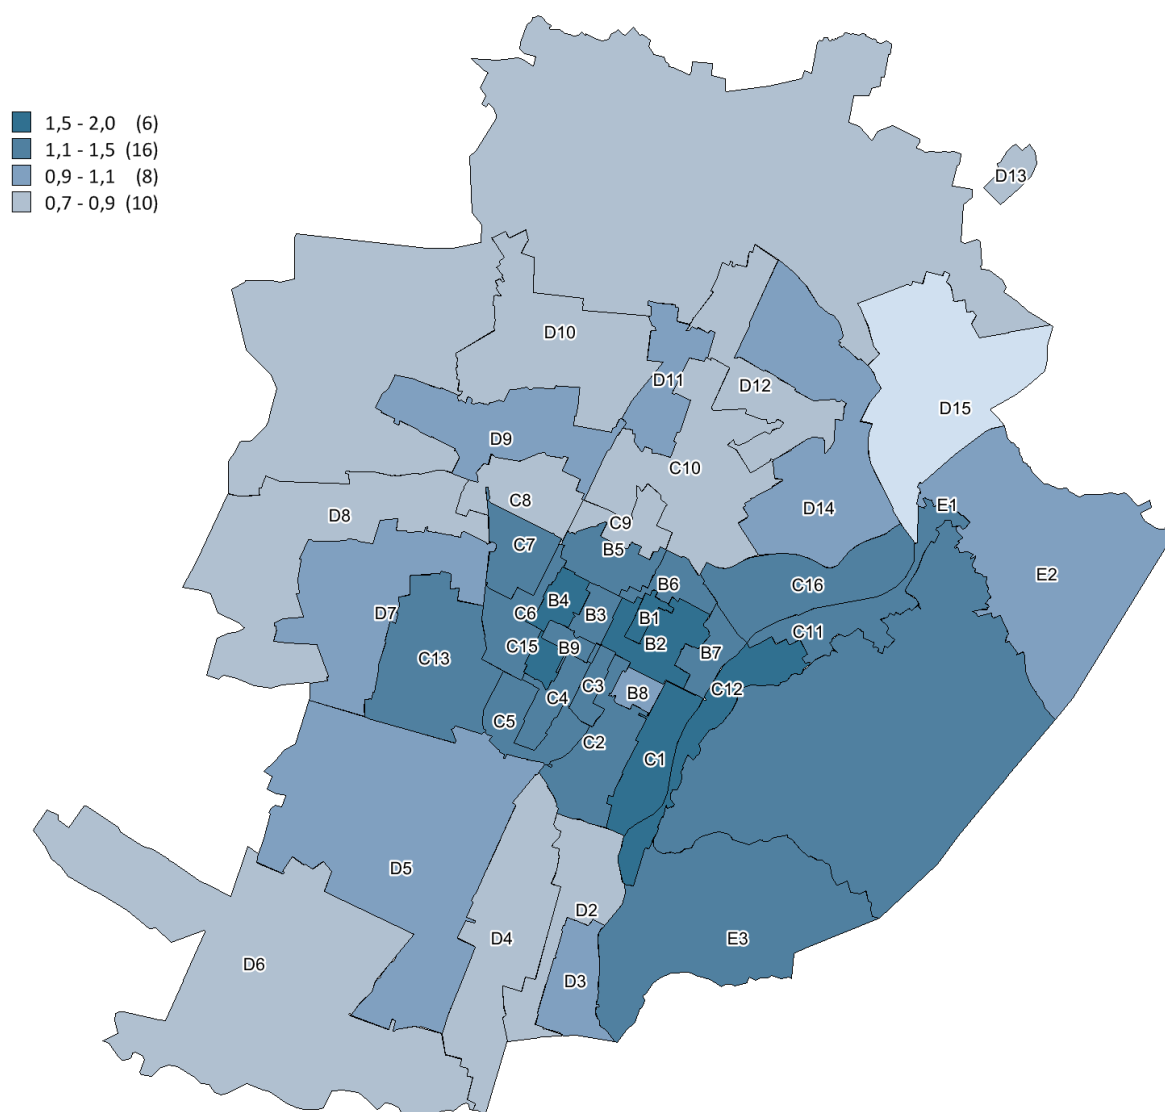 1,5 - 2,0 (6)
1,1 - 1,5 (16)
0,9 - 1,1 (8)
0,7 - 0,9 (10)
D13
D10
D11
D12
D15
D9
C10
C8
D8
C9
D14
E1
C7
B5
E2
B6
C16
B4
C6
B3
B1
D7
C11
C15
B9
B2
B7
C13
C3
B8
C12
C4
C5
C2
C1
D5
D2
D4
E3
D6
D3